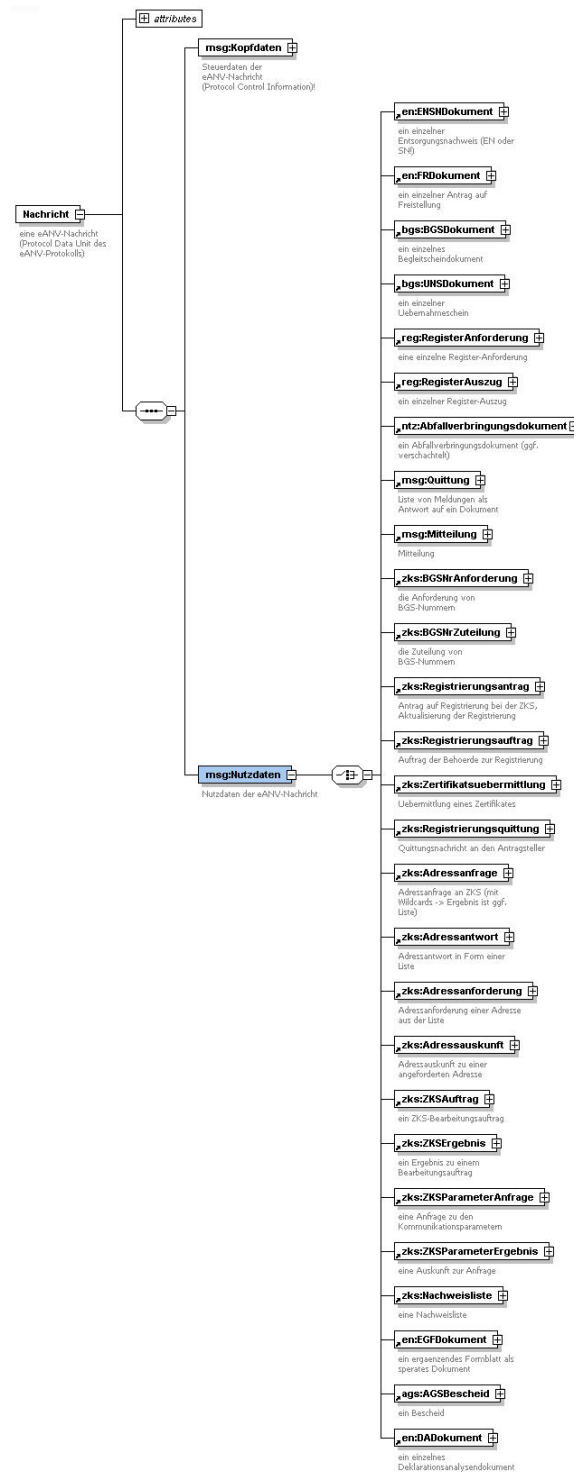 attributes
msg:Kopfdaten
Steuerdaten der
eANV-Nachricht
(Protocol Control Information)!
Nachricht
eine eANV-Nachricht
(Protocol Data Unit des
eANV-Protokolls)
en:ENSNDokument
ein einzelner
Entsorgungsnachweis (EN oder
SN!)
en:FRDokument
ein einzelner Antrag auf
Freistellung
bgs:BGSDokument
ein einzelnes
Begleitscheindokument
bgs:UNSDokument
ein einzelner
Uebernahmeschein
reg:RegisterAnforderung
eine einzelne Register-Anforderung
reg:RegisterAuszug
ein einzelner Register-Auszug
ntz:Abfallverbringungsdokument
ein Abfallverbringungsdokument (ggf.
verschachtelt)
msg:Quittung
Liste von Meldungen als
Antwort auf ein Dokument
msg:Mitteilung
Mitteilung
zks:BGSNrAnforderung
die Anforderung von
BGS-Nummern
zks:BGSNrZuteilung
die Zuteilung von
BGS-Nummern
zks:Registrierungsantrag
Antrag auf Registrierung bei der ZKS,
Aktualisierung der Registrierung
zks:Registrierungsauftrag
Auftrag der Behoerde zur Registrierung
msg:Nutzdaten
Nutzdaten der eANV-Nachricht
zks:Zertifikatsuebermittlung
Uebermittlung eines Zertifikates
zks:Registrierungsquittung
Quittungsnachricht an den Antragsteller
zks:Adressanfrage
Adressanfrage an ZKS (mit
Wildcards -> Ergebnis ist ggf.
Liste)
zks:Adressantwort
Adressantwort in Form einer
Liste
zks:Adressanforderung
Adressanforderung einer Adresse
aus der Liste
zks:Adressauskunft
Adressauskunft zu einer
angeforderten Adresse
zks:ZKSAuftrag
ein ZKS-Bearbeitungsauftrag
zks:ZKSErgebnis
ein Ergebnis zu einem
Bearbeitungsauftrag
zks:ZKSParameterAnfrage
eine Anfrage zu den
Kommunikationsparametern
zks:ZKSParameterErgebnis
eine Auskunft zur Anfrage
zks:Nachweisliste
eine Nachweisliste
en:EGFDokument
ein ergaenzendes Formblatt als
sperates Dokument
ags:AGSBescheid
ein Bescheid
en:DADokument
ein einzelnes
Deklarationsanalysendokument